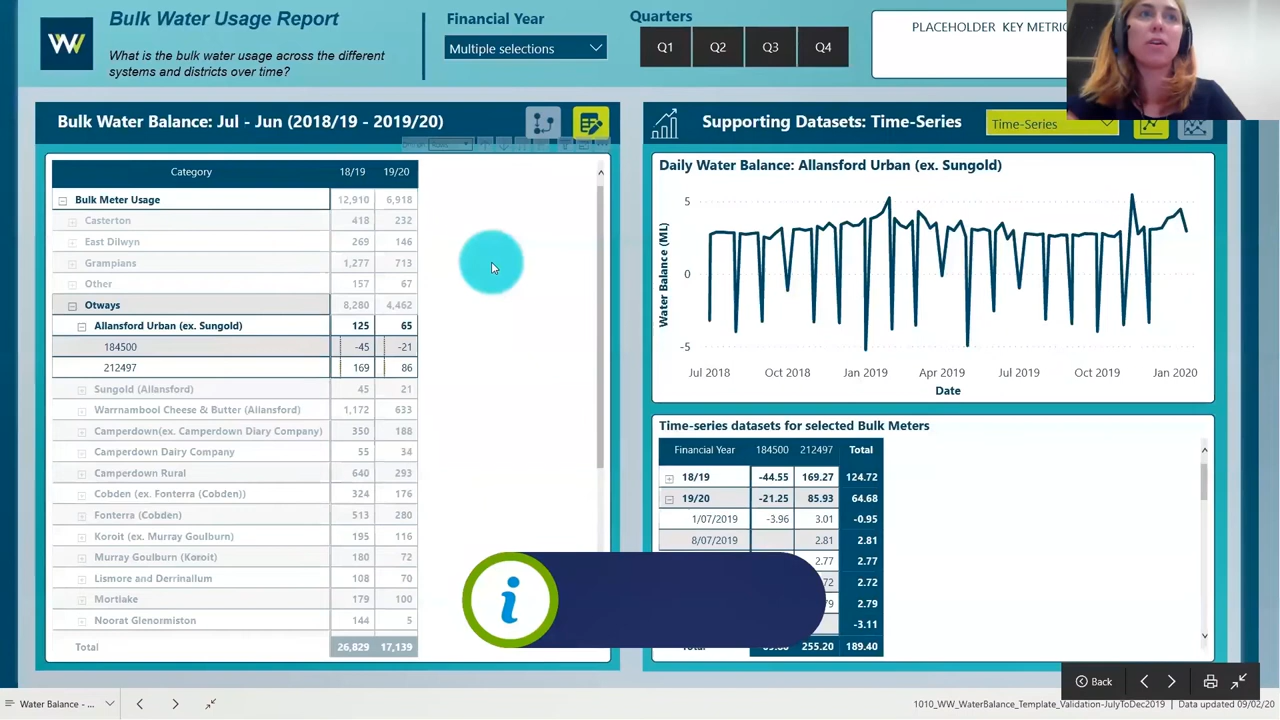 Bulk Water Usage Report
What is the bulk water usage across the different
systems and districts over time?
Financial Year
Multiple selections
Quarters
Q1 Q2 Q3 Q4
PLACEHOLDER KEY METRIC
Bulk Water Balance: Jul - Jun (2018/19 - 2019/20)
Category 18/19 19/20
Bulk Meter Usage 12,910 6,918
Casterton 418 232
East Dilwyn 269 146
Grampians 1,277 713
Other 157 67
Otways 8,280 4,462
Allansford Urban (ex. Sungold) 125 65
184500 -45 -21
212497 169 86
Sungold (Allansford) 45 21
Warrnambool Cheese & Butter (Allansford) 1,172 633
Camperdown(ex. Camperdown Diary Company) 350 188
Camperdown Dairy Company 55 34
Camperdown Rural 640 293
Cobden (ex. Fonterra (Cobden)) 324 176
Fonterra (Cobden) 513 280
Koroit (ex. Murray Goulburn) 195 116
Murray Goulburn (Koroit) 180 72
Lismore and Derrinallum 108 70
Mortlake 179 100
Noorat Glenormiston 144 5
Total 26,829 17,139
Supporting Datasets: Time-Series
Time-Series
Daily Water Balance: Allansford Urban (ex. Sungold)
Water Balance (ML)
5
0
-5
Jul 2018 Oct 2018 Jan 2019 Apr 2019 Jul 2019 Oct 2019 Jan 2020
Date
Time-series datasets for selected Bulk Meters
Financial Year 184500 212497 Total
18/19 -44.55 169.27 124.72
19/20 -21.25 85.93 64.68
1/07/2019 -3.96 3.01 -0.95
8/07/2019 2.81 2.81
2.77 2.77
72 2.72
79 2.79
-3.11
255.20 189.40
i
Back
Water Balance - ...
1010_WW_WaterBalance_Template_Validation-JulyToDec2019 | Data updated 09/02/20